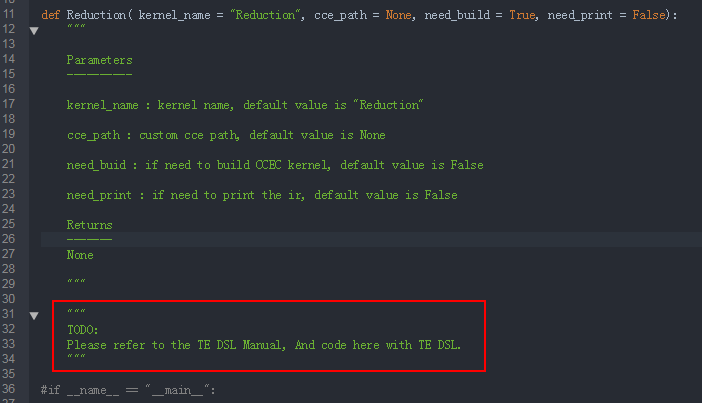 11 def Reduction( kernel_name = "Reduction", cce_path = None, need_build = True, need_print = False):
12 """
13
14 Parameters
15 ----------
16
17 kernel_name : kernel name, default value is "Reduction"
18
19 cce_path : custom cce path, default value is None
20
21 need_buid : if need to build CCEC kernel, default value is False
22
23 need_print : if need to print the ir, default value is False
24
25 Returns
26 -------
27 None
28
29 """
30
31 """
32 TODO:
33 Please refer to the TE DSL Manual, And code here with TE DSL.
34 """
35
36 #if __name__ == "__main__":